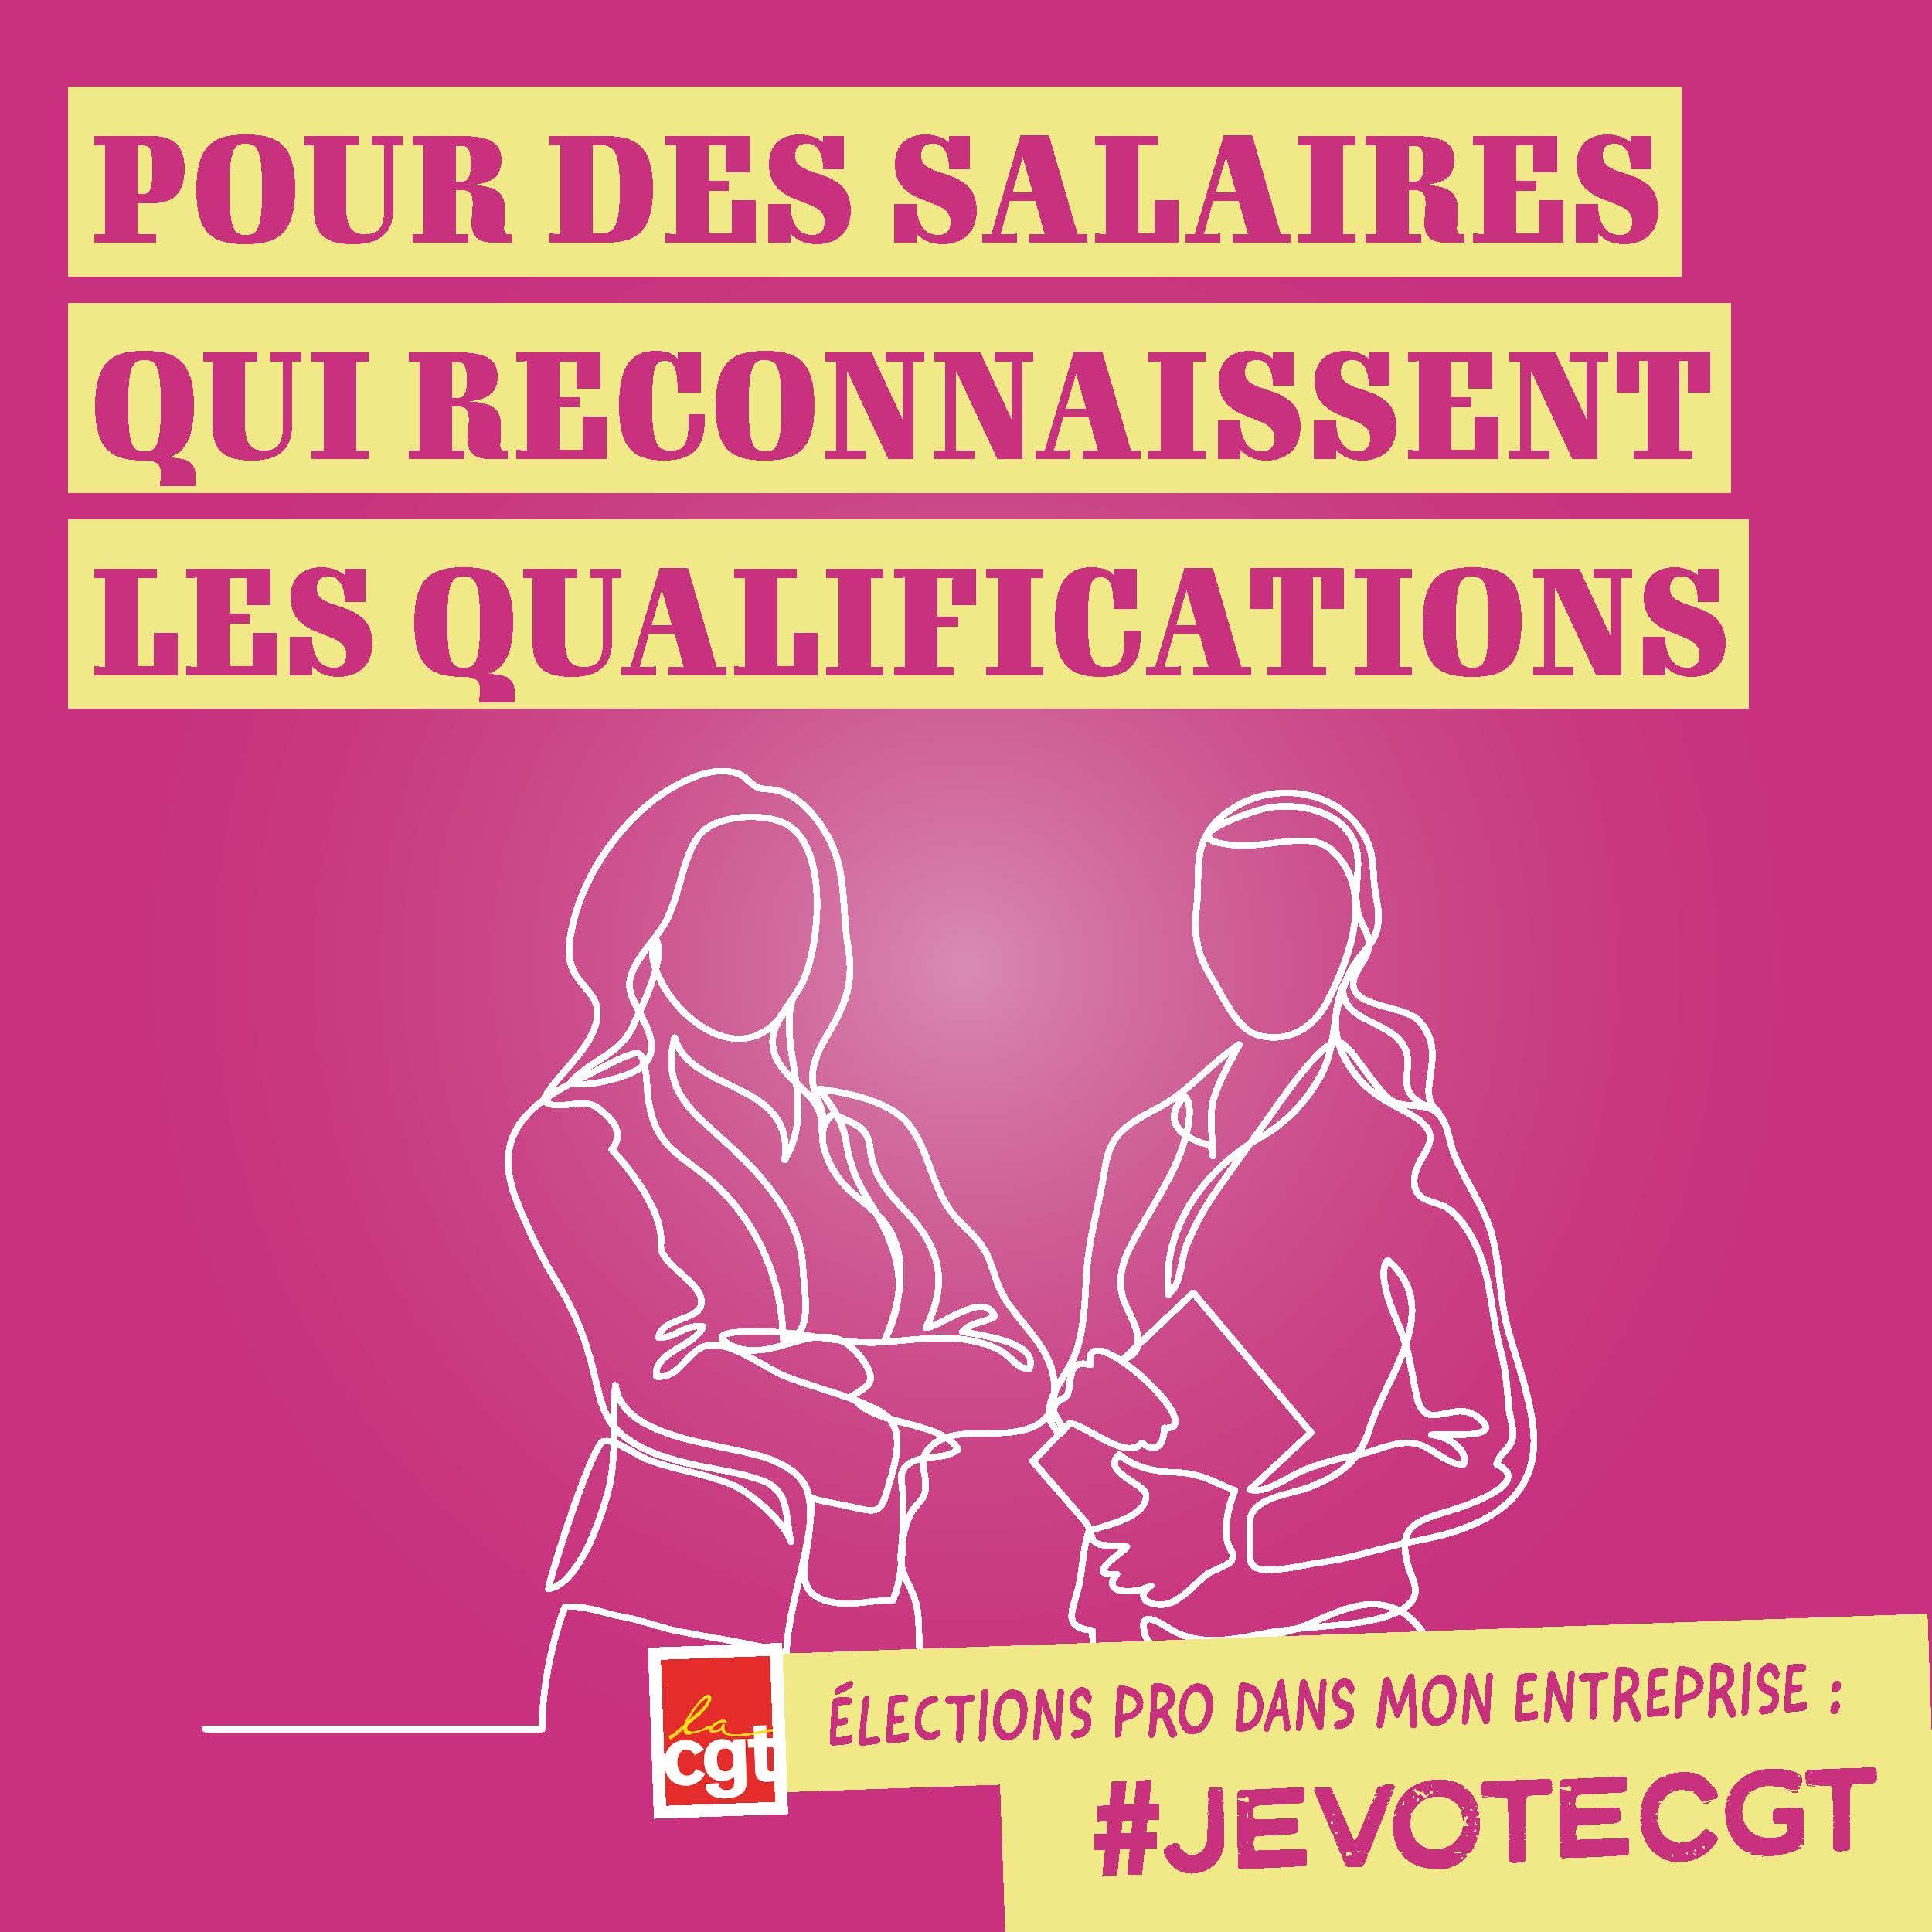 POUR DES SALAIRES
QUI RECONNAISSENT
LES QUALIFICATIONS
la
cgt
ÉLECTIONS PRO DANS MON ENTREPRISE :
#JEVOTECGT